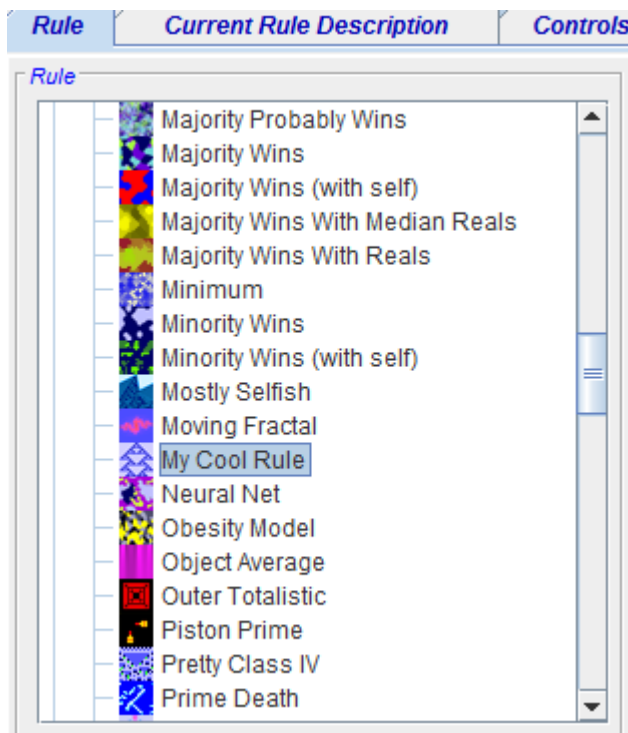 Rule Current Rule Description Controls
Rule
Majority Probably Wins
Majority Wins
Majority Wins (with self)
Majority Wins With Median Reals
Majority Wins With Reals
Minimum
Minority Wins
Minority Wins (with self)
Mostly Selfish
Moving Fractal
My Cool Rule
Neural Net
Obesity Model
Object Average
Outer Totalistic
Piston Prime
Pretty Class IV
Prime Death